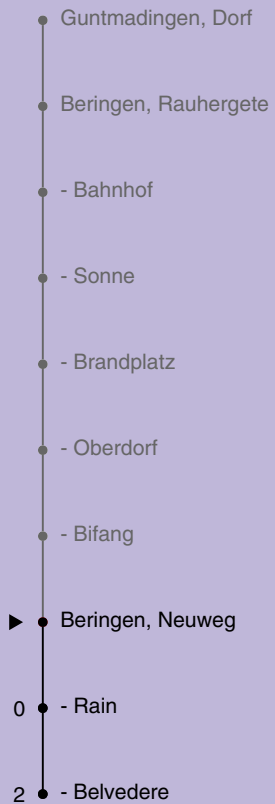 Guntmadingen, Dorf
Beringen, Rauhergete
- Bahnhof
- Sonne
- Brandplatz
- Oberdorf
- Bifang
Beringen, Neuweg
0 - Rain
2 - Belvedere